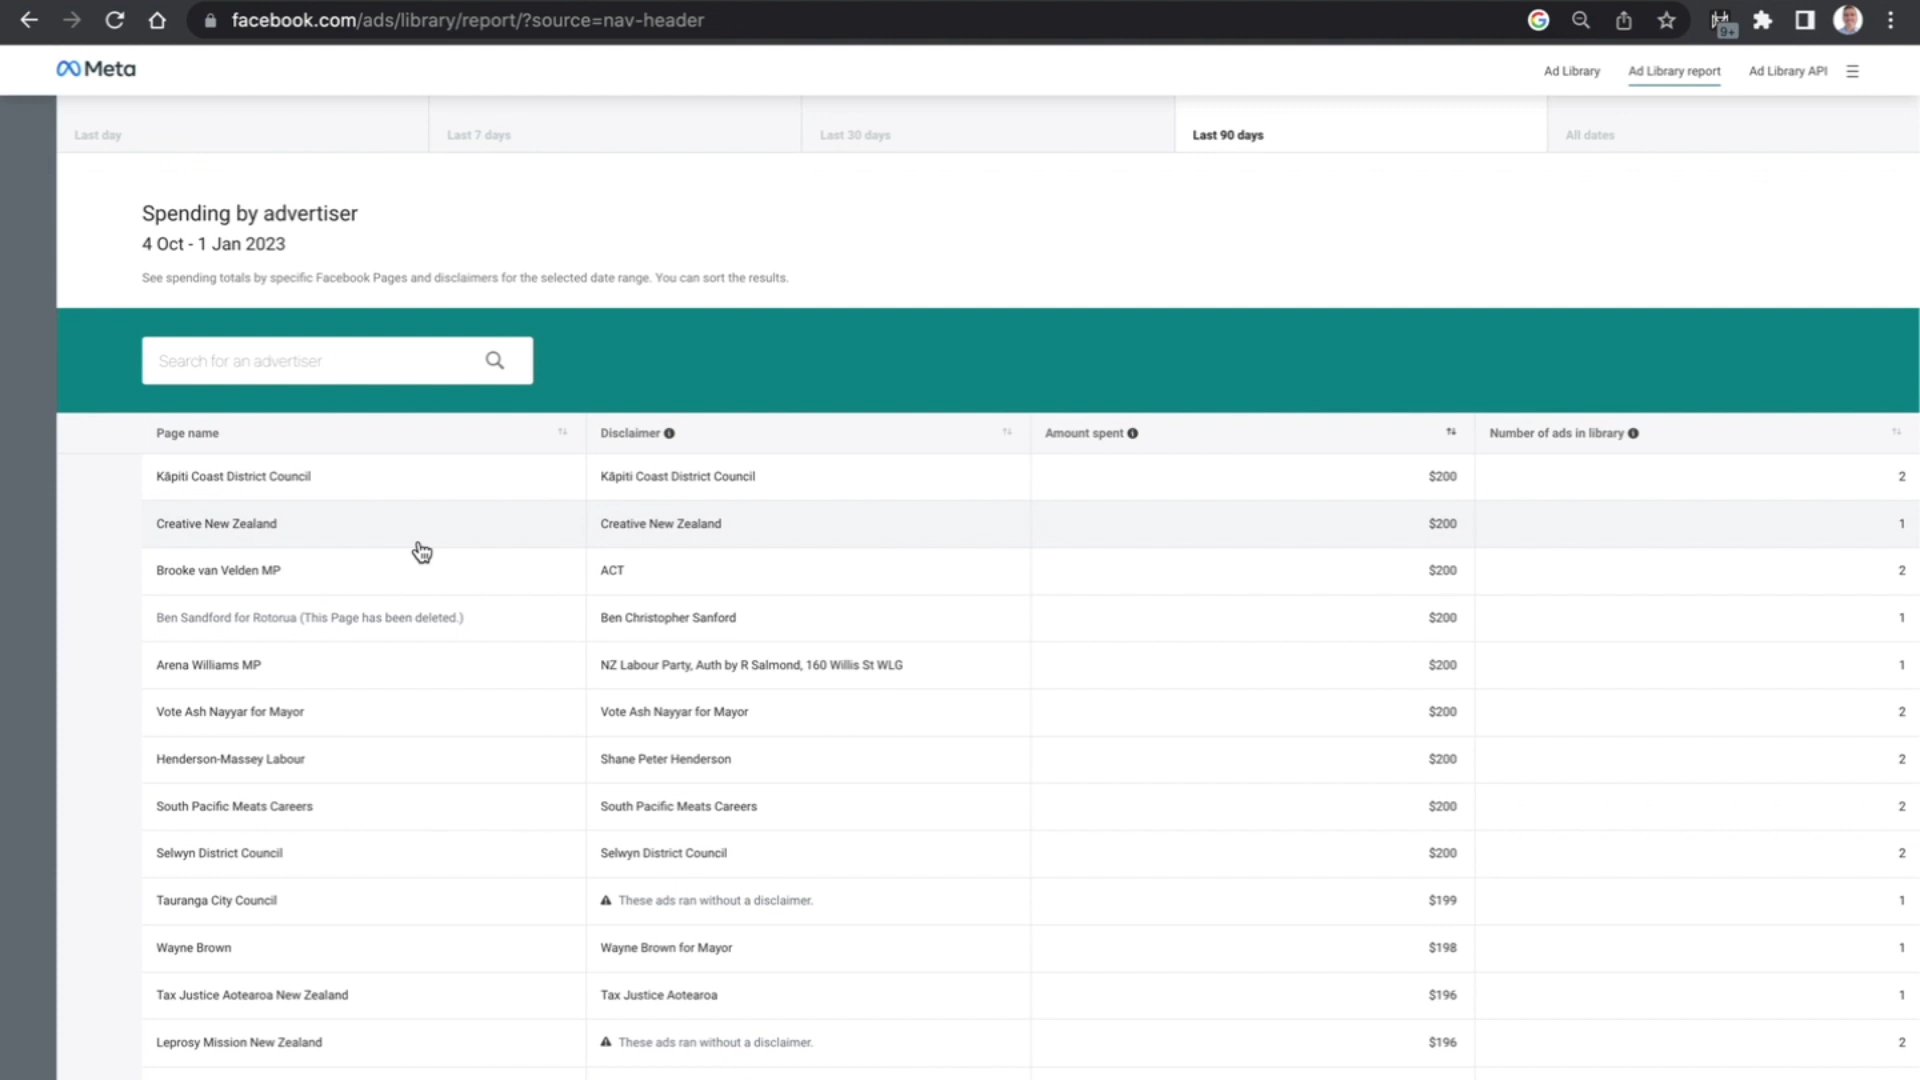 facebook.com/ads/library/report/?source=nav-header
9+
Meta
Ad Library
Ad Library report
Ad Library API
Last day
Last 7 days
Last 30 days
Last 90 days
All dates
Spending by advertiser
4 Oct - 1 Jan 2023
See spending totals by specific Facebook Pages and disclaimers for the selected date range. You can sort the results.
Search for an advertiser
Page name Disclaimer Amount spent Number of ads in library
Kāpiti Coast District Council Kāpiti Coast District Council $200 2
Creative New Zealand Creative New Zealand $200 1
Brooke van Velden MP ACT $200 2
Ben Sandford for Rotorua (This Page has been deleted.) Ben Christopher Sanford $200 1
Arena Williams MP NZ Labour Party, Auth by R Salmond, 160 Willis St WLG $200 1
Vote Ash Nayyar for Mayor Vote Ash Nayyar for Mayor $200 2
Henderson-Massey Labour Shane Peter Henderson $200 2
South Pacific Meats Careers South Pacific Meats Careers $200 2
Selwyn District Council Selwyn District Council $200 2
Tauranga City Council These ads ran without a disclaimer. $199 1
Wayne Brown Wayne Brown for Mayor $198 1
Tax Justice Aotearoa New Zealand Tax Justice Aotearoa $196 1
Leprosy Mission New Zealand These ads ran without a disclaimer. $196 2